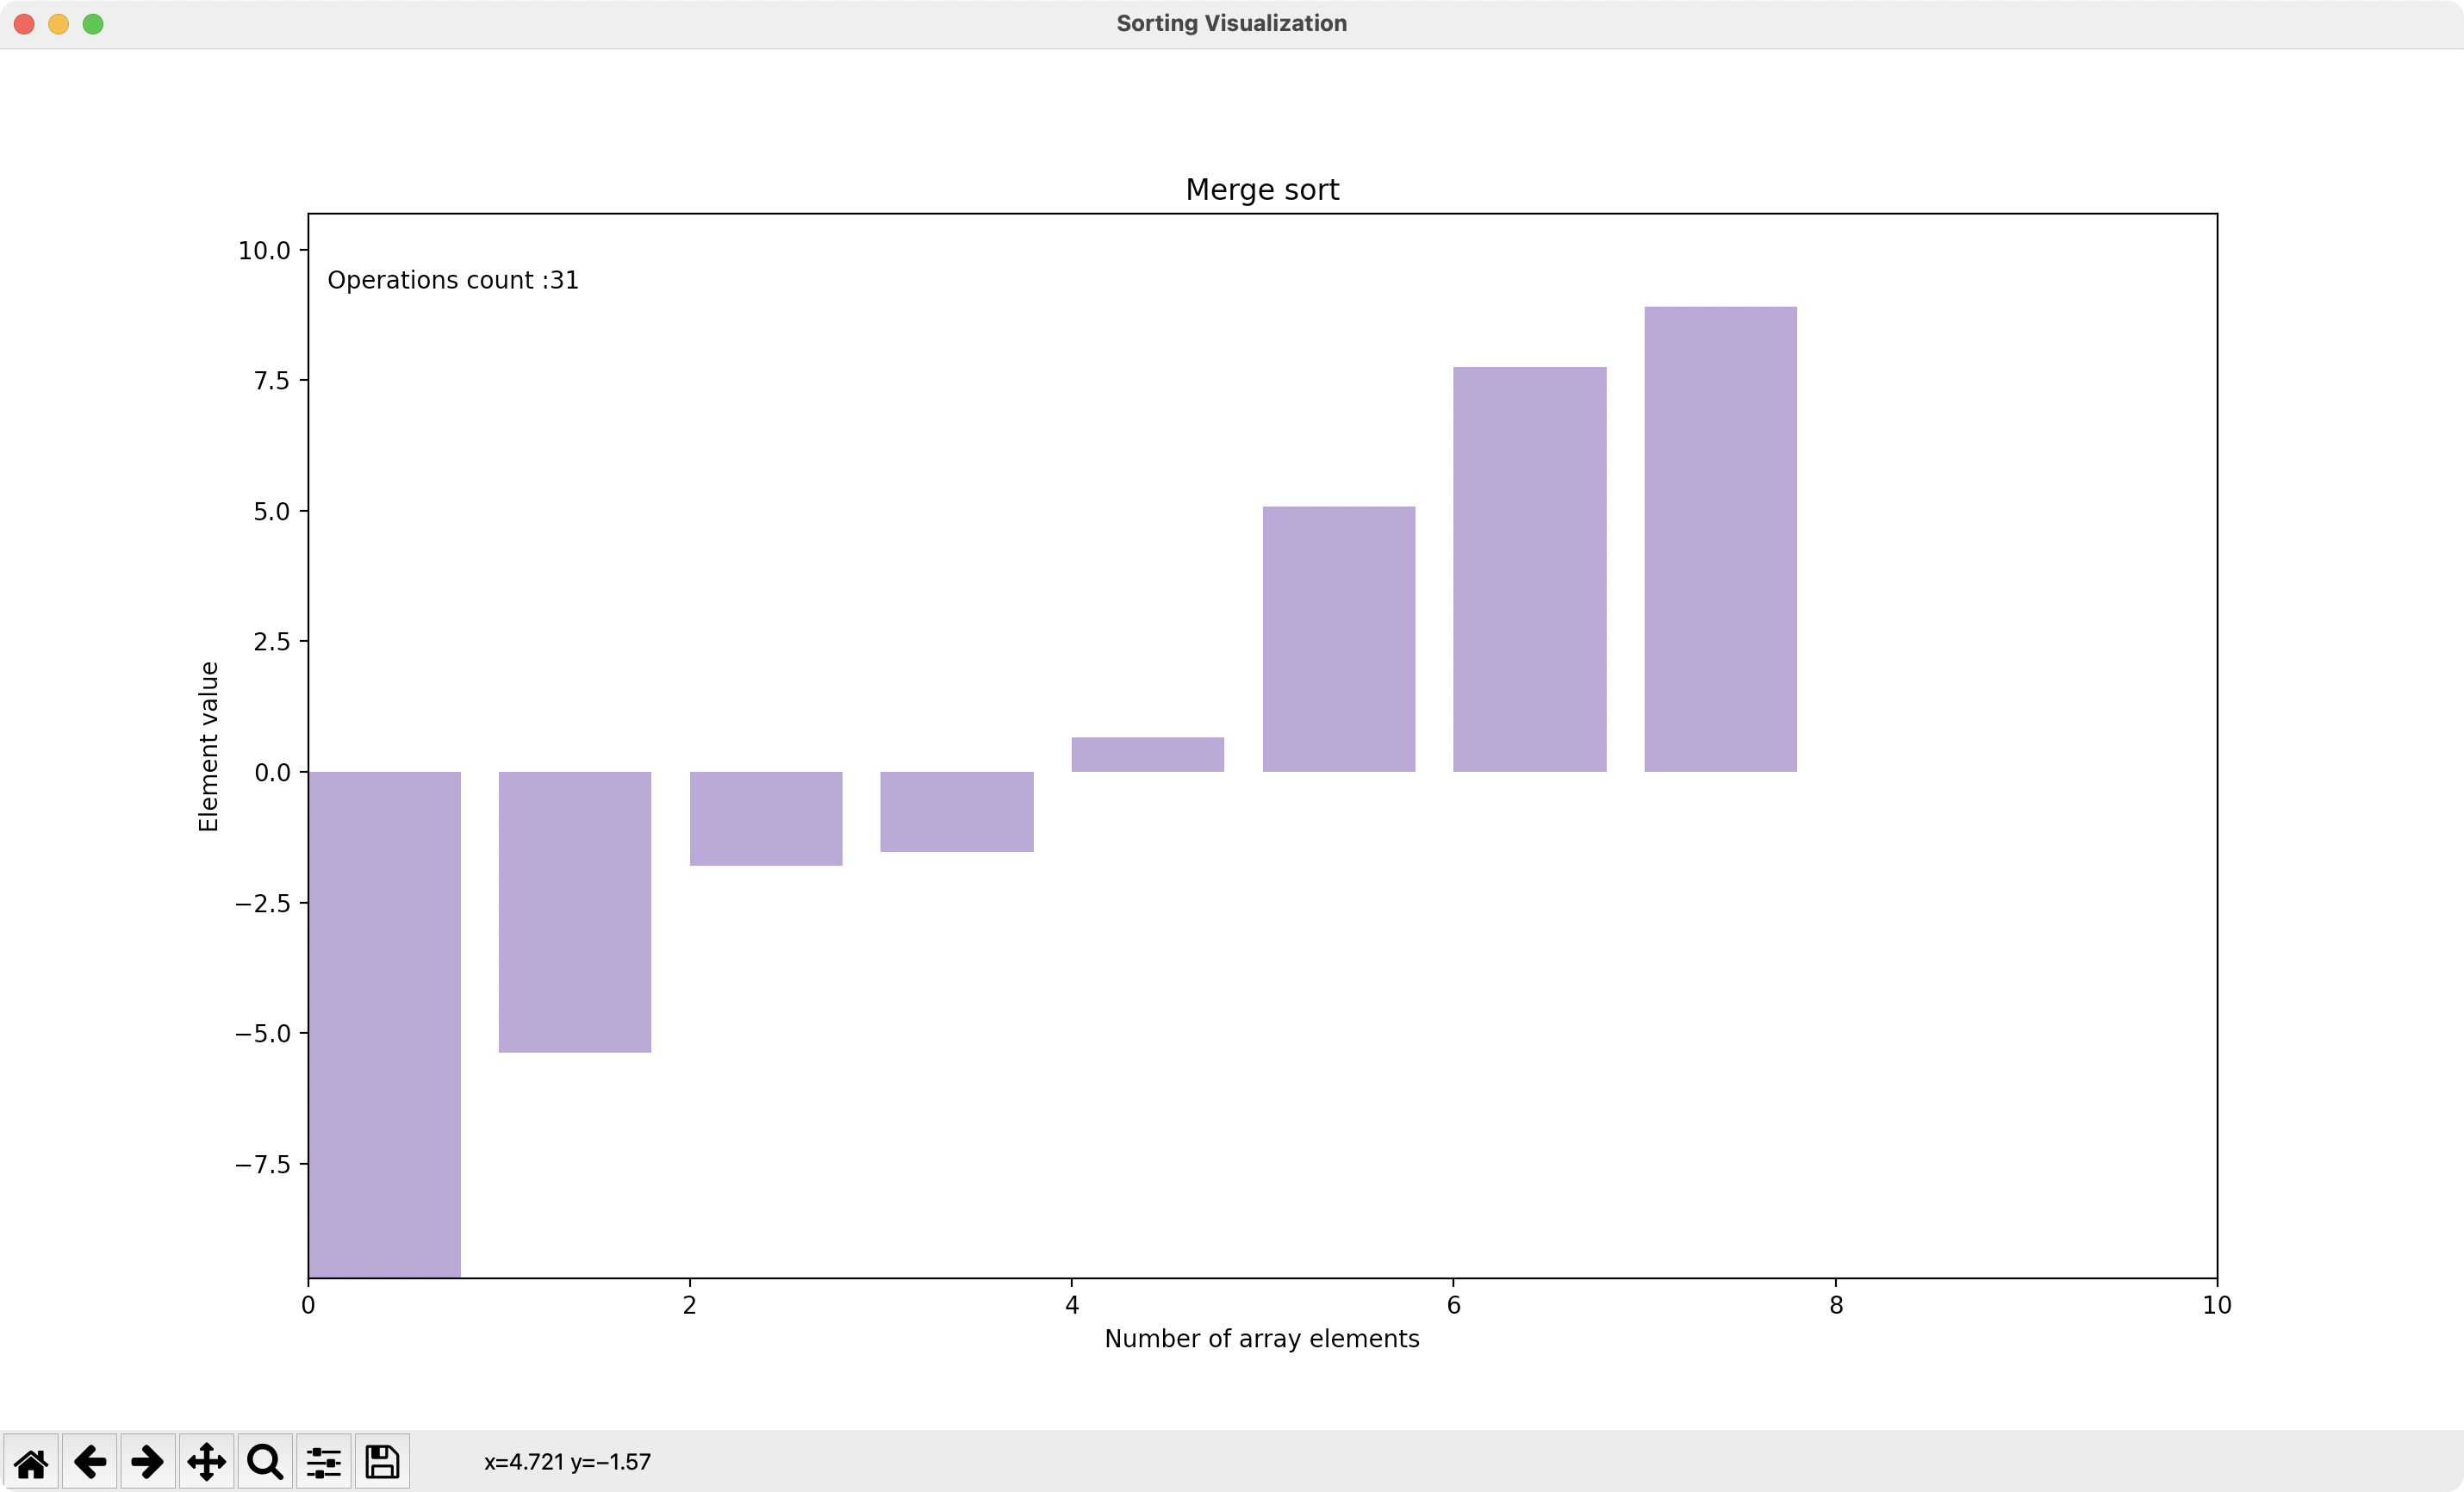 Sorting Visualization
Merge sort
10.0
Operations count :31
7.5
5.0
2.5
Element value
0.0
−2.5
−5.0
−7.5
0 2 4 6 8 10
Number of array elements
x=4.721 y=−1.57